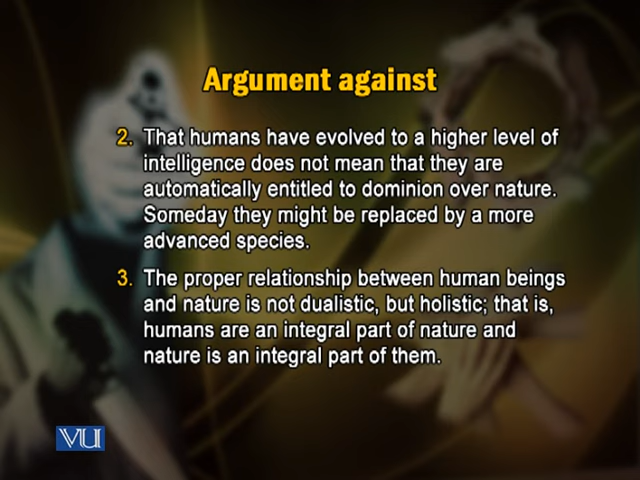 Argument against
2. That humans have evolved to a higher level of
intelligence does not mean that they are
automatically entitled to dominion over nature.
Someday they might be replaced by a more
advanced species.
3. The proper relationship between human beings
and nature is not dualistic, but holistic; that is,
humans are an integral part of nature and
nature is an integral part of them.
VU